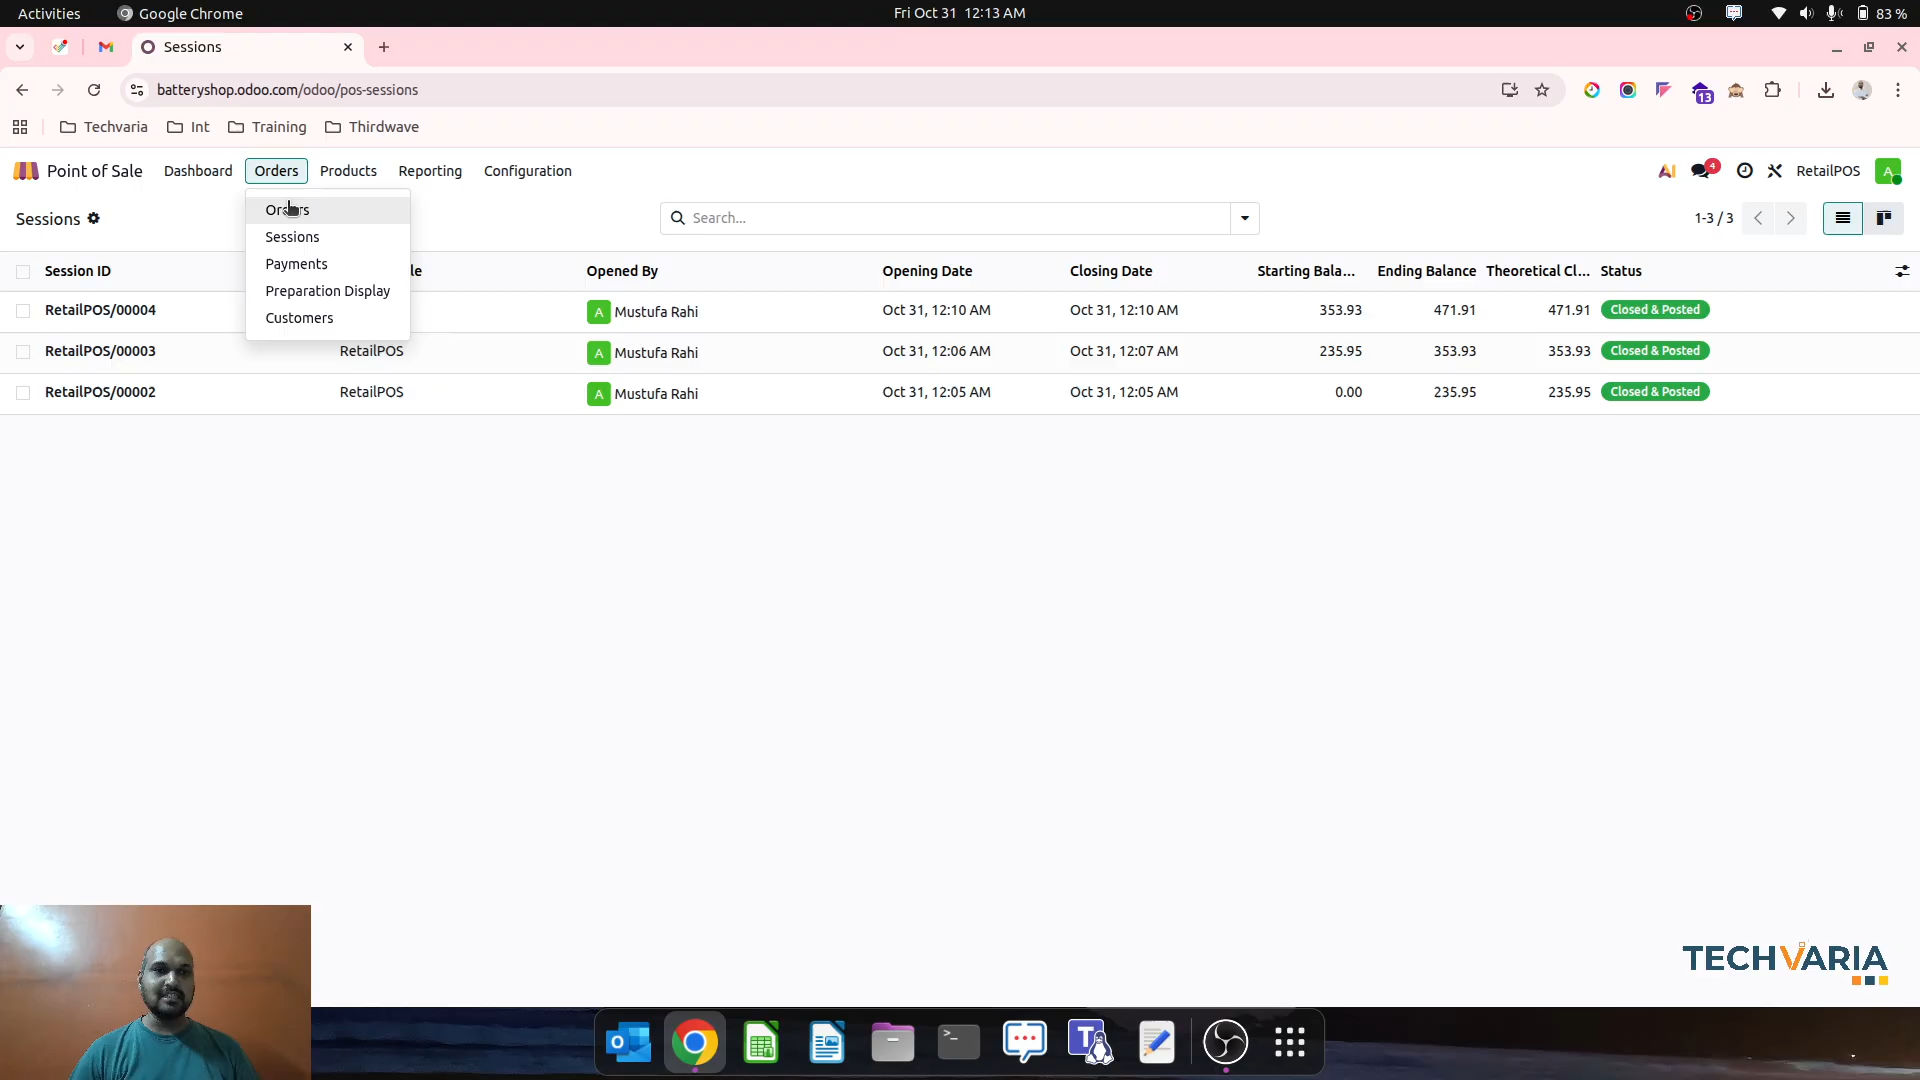 Activities Google Chrome Fri Oct 31 12:13 AM 83 %
Sessions
batteryshop.odoo.com/odoo/pos-sessions 13
Techvaria Int Training Thirdwave
Point of Sale Dashboard Orders Products Reporting Configuration AI 4 RetailPOS A
Sessions Orders Search... 1-3 / 3
Sessions
Payments
Preparation Display
Customers
Session ID le Opened By Opening Date Closing Date Starting Bala... Ending Balance Theoretical Cl... Status
RetailPOS/00004 A Mustufa Rahi Oct 31, 12:10 AM Oct 31, 12:10 AM 353.93 471.91 471.91 Closed & Posted
RetailPOS/00003 RetailPOS A Mustufa Rahi Oct 31, 12:06 AM Oct 31, 12:07 AM 235.95 353.93 353.93 Closed & Posted
RetailPOS/00002 RetailPOS A Mustufa Rahi Oct 31, 12:05 AM Oct 31, 12:05 AM 0.00 235.95 235.95 Closed & Posted
TECHVARIA